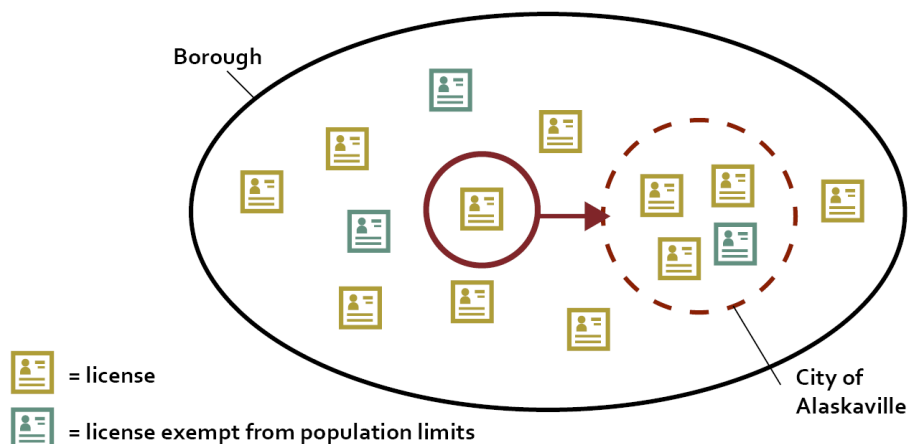 Borough
= license
City of
Alaskaville
= license exempt from population limits